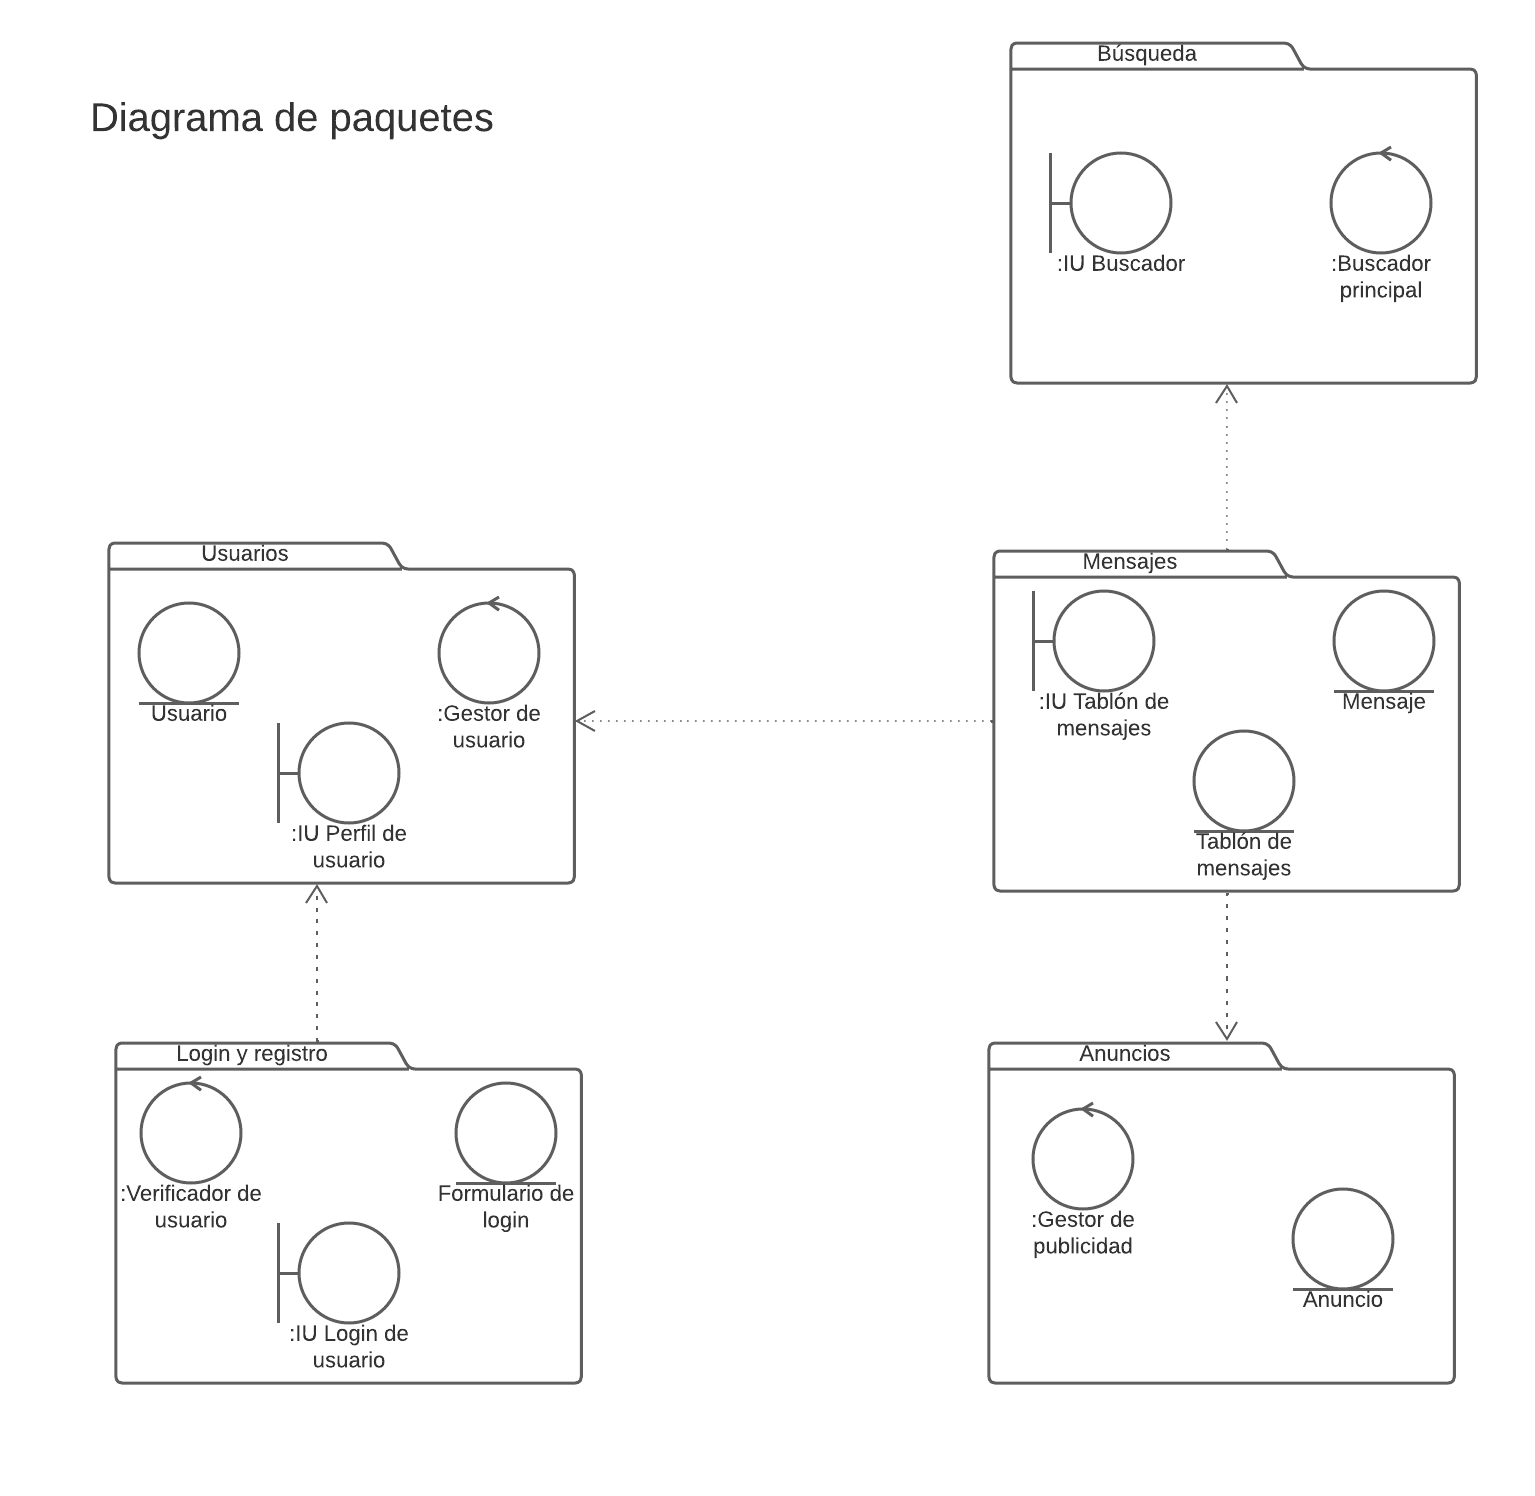 Diagrama de paquetes
Búsqueda
:IU Buscador
:Buscador
principal
Usuarios
Usuario
:Gestor de
usuario
:IU Perfil de
usuario
Mensajes
:IU Tablón de
mensajes
Mensaje
Tablón de
mensajes
Login y registro
:Verificador de
usuario
Formulario de
login
:IU Login de
usuario
Anuncios
:Gestor de
publicidad
Anuncio